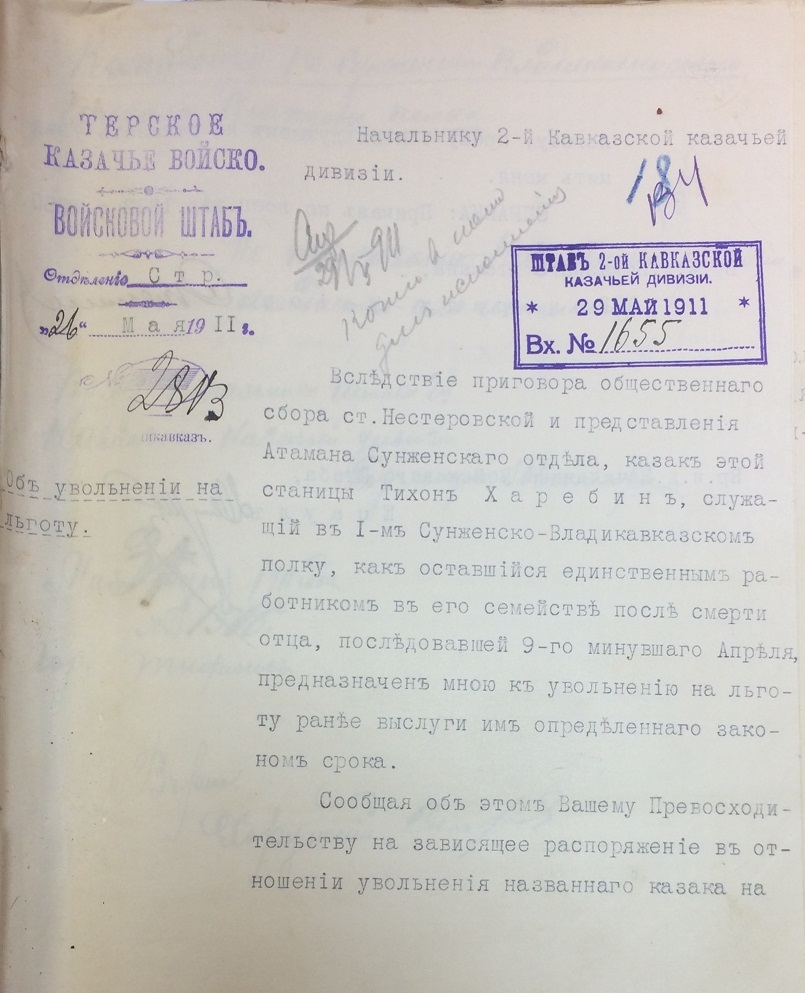 ТЕРСКОЕ
КАЗАЧЬЕ ВОЙСКО.
ВОЙСКОВОЙ ШТАБЪ.
Отдѣленіе Стр.
„26“ Мая 1911 г.
№ 2813
икавказъ.
Объ увольненіи на
льготу.
Начальнику 2-й Кавказской казачьей
дивизіи.
18
ШТАБЪ 2-ОЙ КАВКАЗСКОЙ
КАЗАЧЬЕЙ ДИВИЗІИ.
* 29 МАЙ 1911 *
Вх. № 1655
Копію в
для исполненія
Вслѣдствіе приговора общественнаго
сбора ст.Нестеровской и представленія
Атамана Сунженскаго отдѣла, казакъ этой
станицы Тихонъ Харебинъ, служа-
щій въ I-мъ Сунженско-Владикавказскомъ
полку, какъ оставшійся единственнымъ ра-
ботникомъ въ его семействѣ послѣ смерти
отца, послѣдовавшей 9-го минувшаго Апрѣля,
предназначенъ мною къ увольненію на льго-
ту ранѣе выслуги имъ опредѣленнаго зако-
номъ срока.
Сообщая объ этомъ Вашему Превосходи-
тельству на зависящее распоряженіе въ от-
ношеніи увольненія названнаго казака на